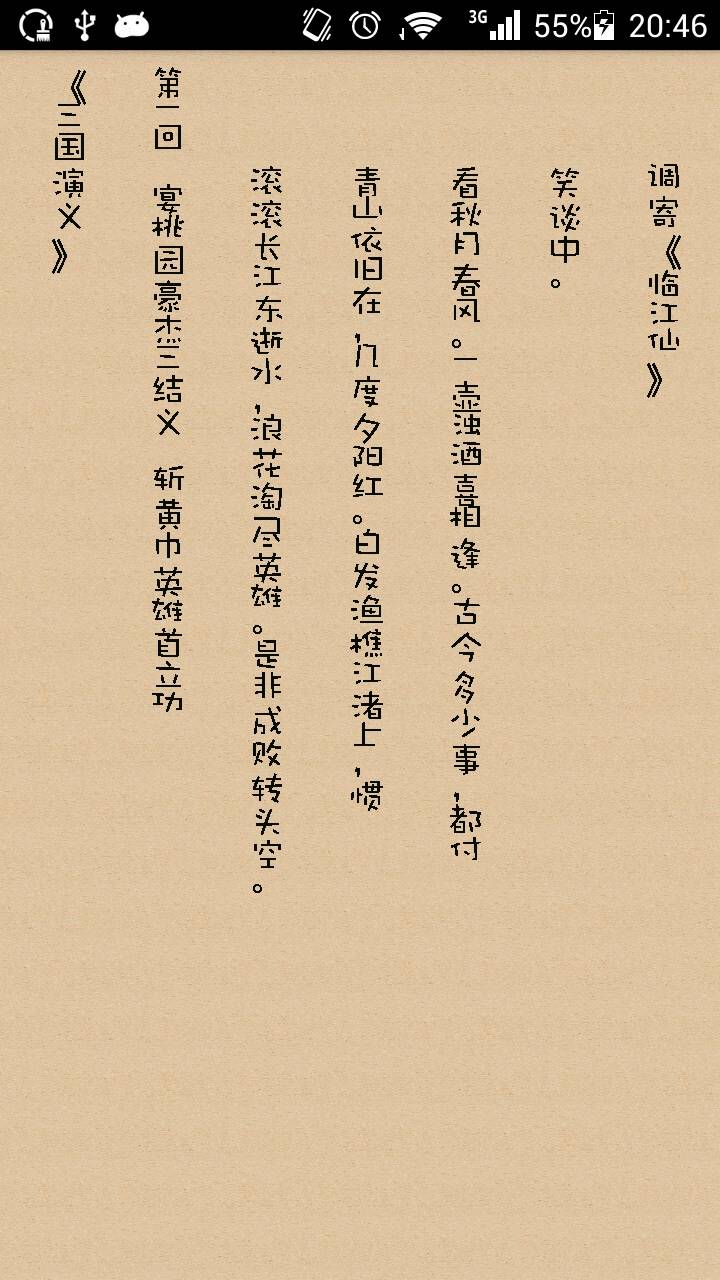 3G 55% 20:46
《三国演义》
第一回 宴桃园豪杰三结义 斩黄巾英雄首立功
滚滚长江东逝水，浪花淘尽英雄。是非成败转头空。
青山依旧在，几度夕阳红。白发渔樵江渚上，惯
看秋月春风。一壶浊酒喜相逢。古今多少事，都付
笑谈中。
调寄《临江仙》